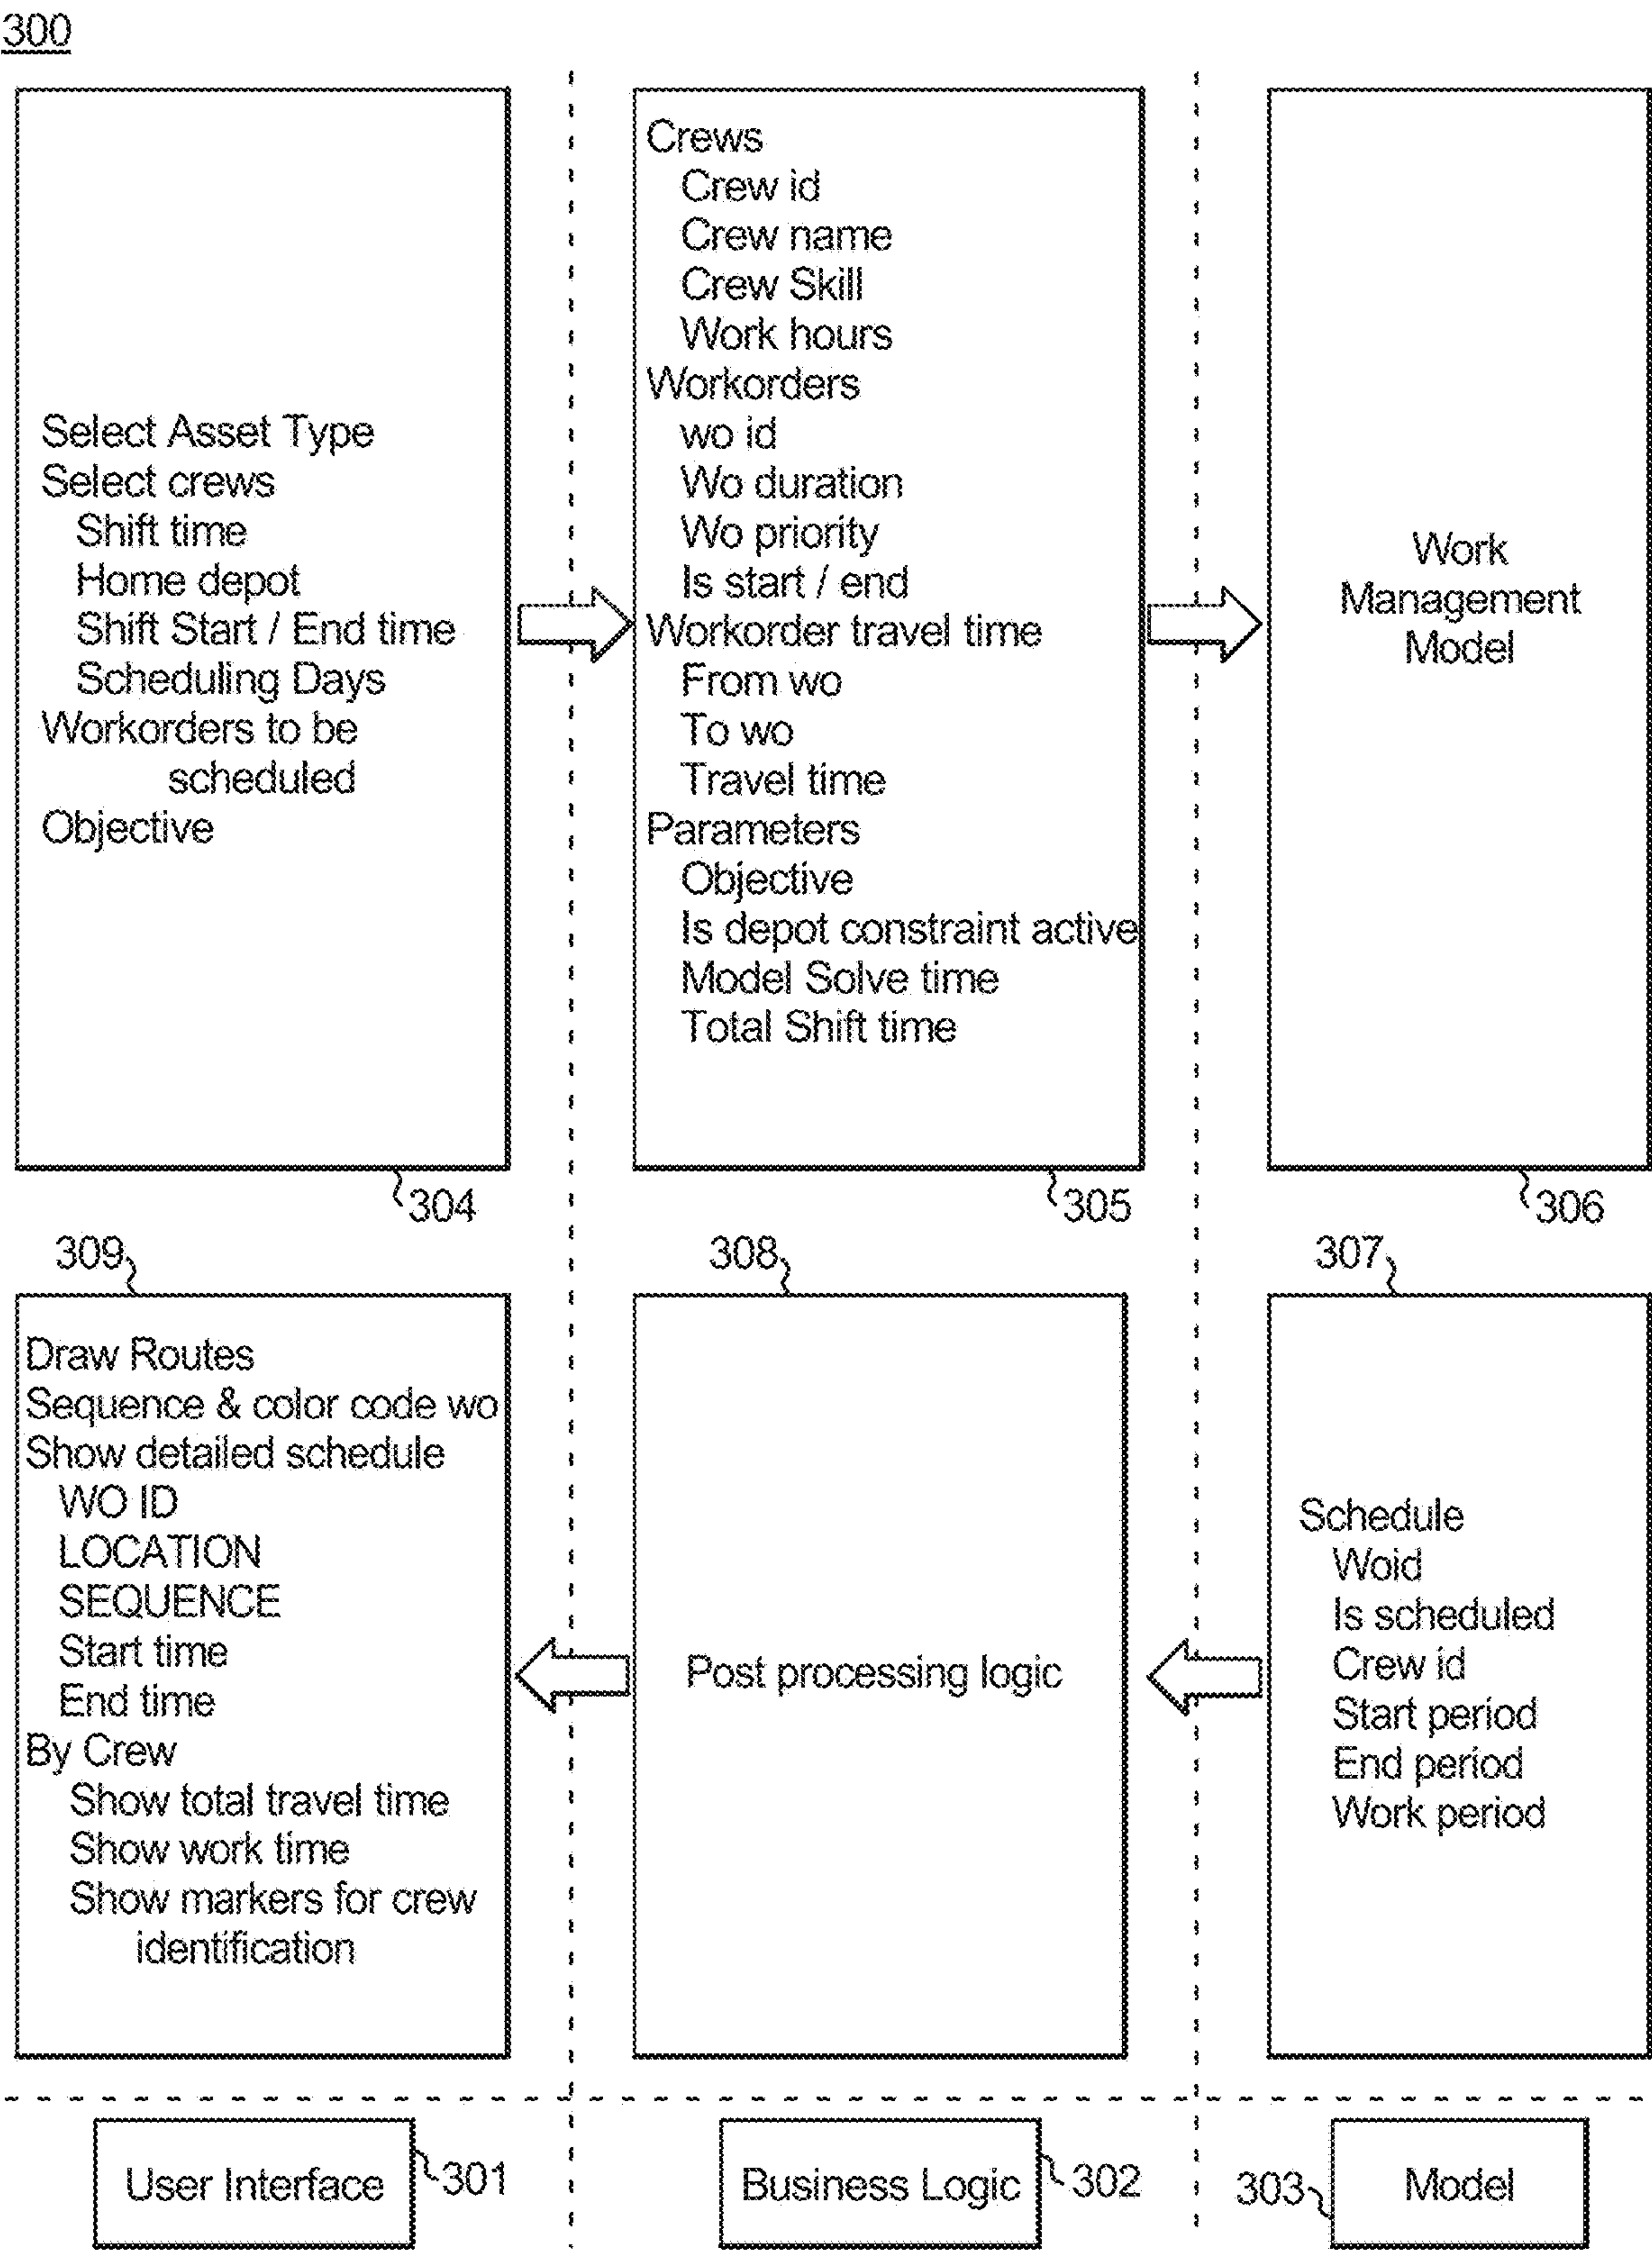 300
Select Asset Type
Select crews
Shift time
Home depot
Shift Start / End time
Scheduling Days
Workorders to be
scheduled
Objective
304
Crews
Crew id
Crew name
Crew Skill
Work hours
Workorders
wo id
Wo duration
Wo priority
Is start / end
Workorder travel time
From wo
To wo
Travel time
Parameters
Objective
Is depot constraint active
Model Solve time
Total Shift time
305
Work
Management
Model
306
309
Draw Routes
Sequence & color code wo
Show detailed schedule
WO ID
LOCATION
SEQUENCE
Start time
End time
By Crew
Show total travel time
Show work time
Show markers for crew
identification
308
Post processing logic
307
Schedule
Woid
Is scheduled
Crew id
Start period
End period
Work period
User Interface
301
Business Logic
302
303
Model